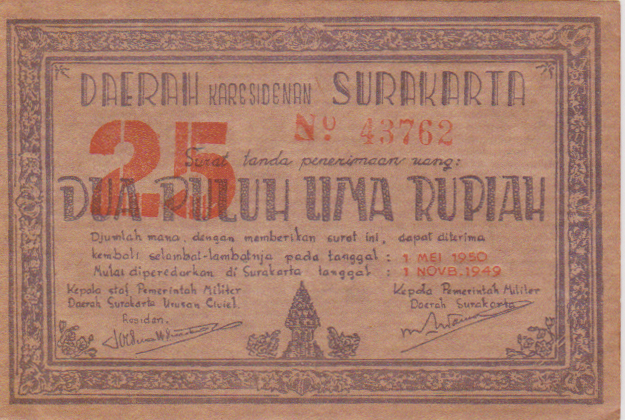 DAERAH KARESIDENAN SURAKARTA
25
No 43762
Surat tanda penerimaan uang:
DUA PULUH LIMA RUPIAH
Djumlah mana, dengan memberikan surat ini, dapat diterima
kembali selambat-lambatnja pada tanggal : 1 MEI 1950
Mulai diperedarkan di Surakarta tanggal : 1 NOVB. 1949
Kepala staf Pemerintah Militer
Daerah Surakarta Urusan Civiel.
Kepala Pemerintah Militer
Daerah Surakarta